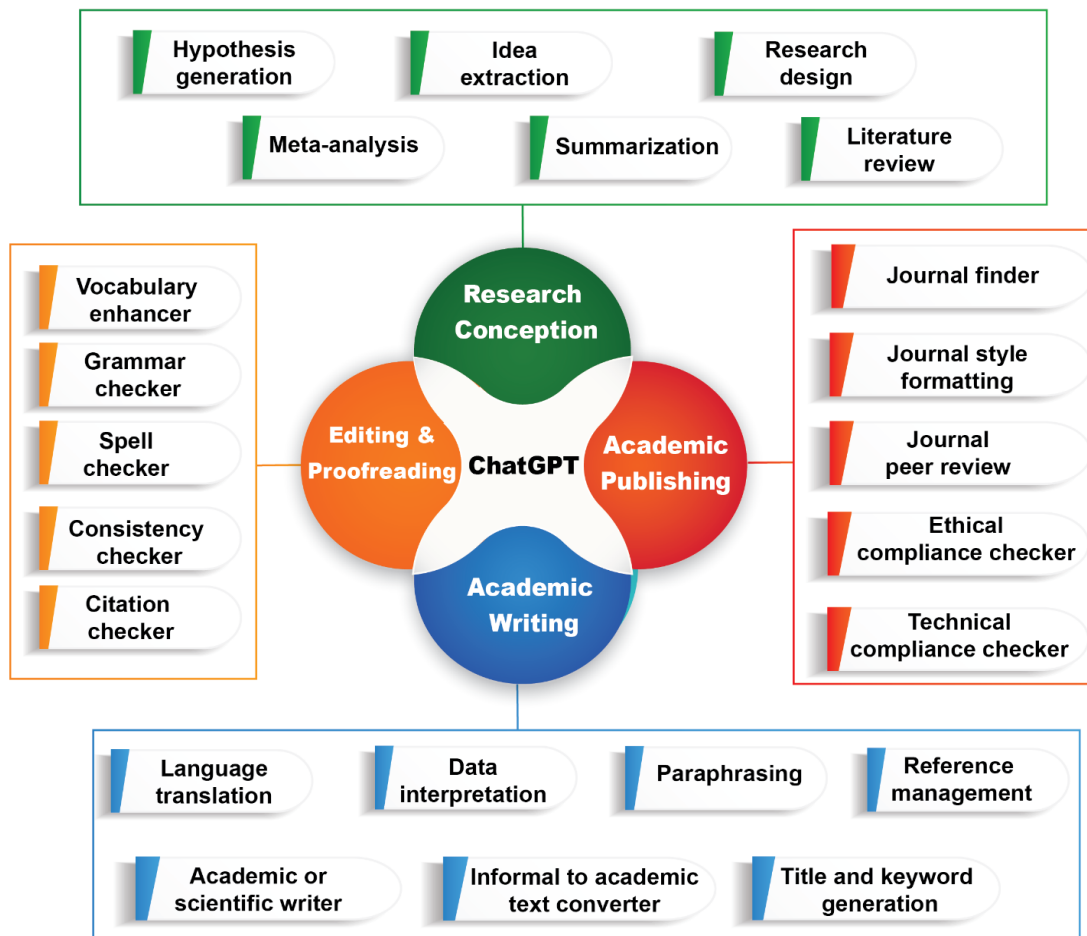 Hypothesis
generation
Idea
extraction
Research
design
Meta-analysis
Summarization
Literature
review
Vocabulary
enhancer
Grammar
checker
Spell
checker
Consistency
checker
Citation
checker
Research
Conception
Editing &
Proofreading
ChatGPT
Academic
Publishing
Academic
Writing
Journal finder
Journal style
formatting
Journal
peer review
Ethical
compliance checker
Technical
compliance checker
Language
translation
Data
interpretation
Paraphrasing
Reference
management
Academic or
scientific writer
Informal to academic
text converter
Title and keyword
generation